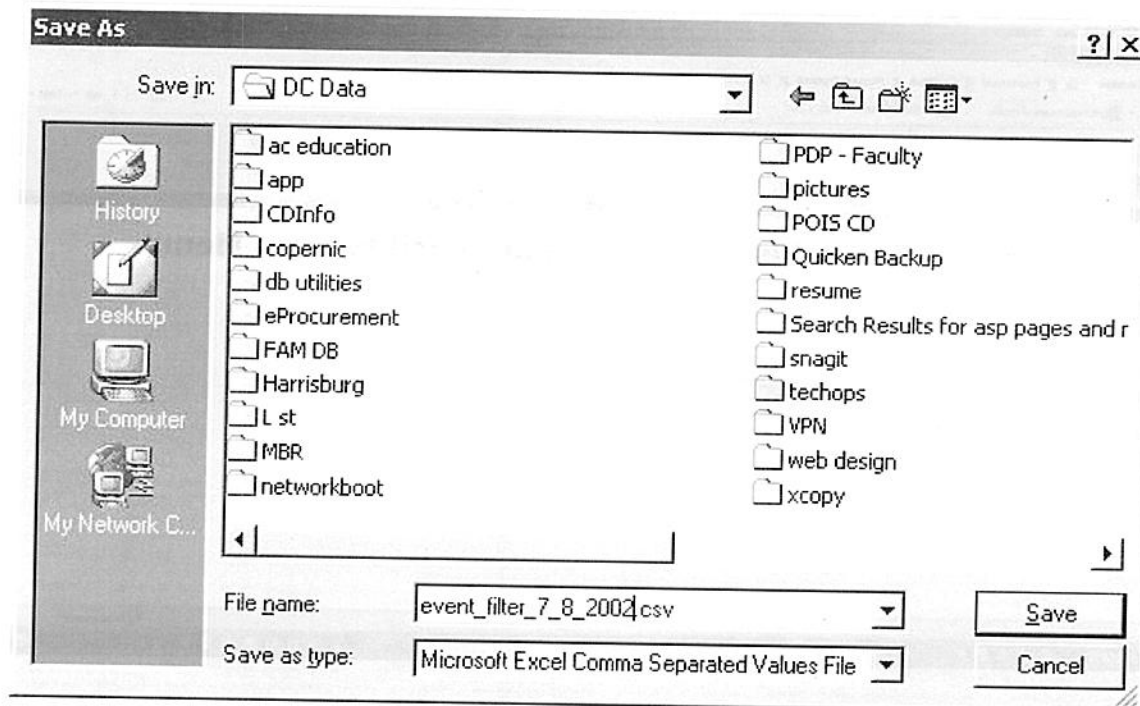 Save As
? ×
Save in: DC Data
History
Desktop
My Computer
My Network C...
ac education
app
CDInfo
copernic
db utilities
eProcurement
FAM DB
Harrisburg
L st
MBR
networkboot
PDP - Faculty
pictures
POIS CD
Quicken Backup
resume
Search Results for asp pages and r
snagit
techops
VPN
web design
xcopy
File name: event_filter_7_8_2002.csv
Save
Save as type: Microsoft Excel Comma Separated Values File
Cancel